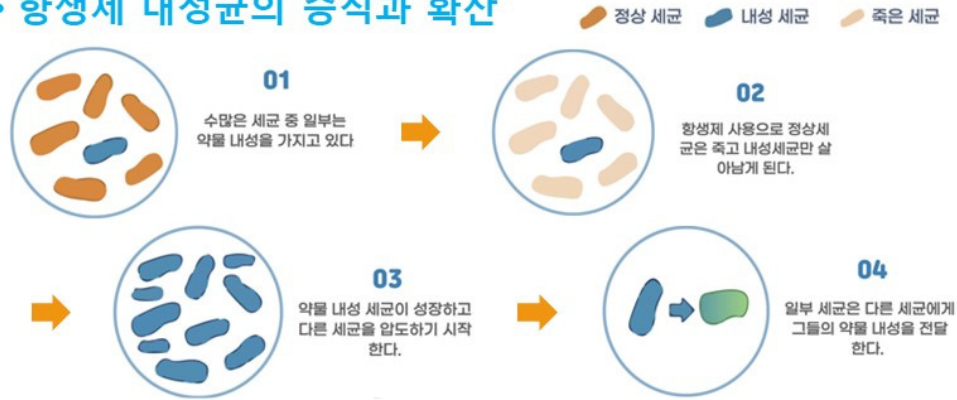 항생제 내성균의 증식과 확산
정상 세균 내성 세균 죽은 세균
01
수많은 세균 중 일부는
약물 내성을 가지고 있다
02
항생제 사용으로 정상세
균은 죽고 내성세균만 살
아남게 된다.
03
약물 내성 세균이 성장하고
다른 세균을 압도하기 시작
한다.
04
일부 세균은 다른 세균에게
그들의 약물 내성을 전달
한다.